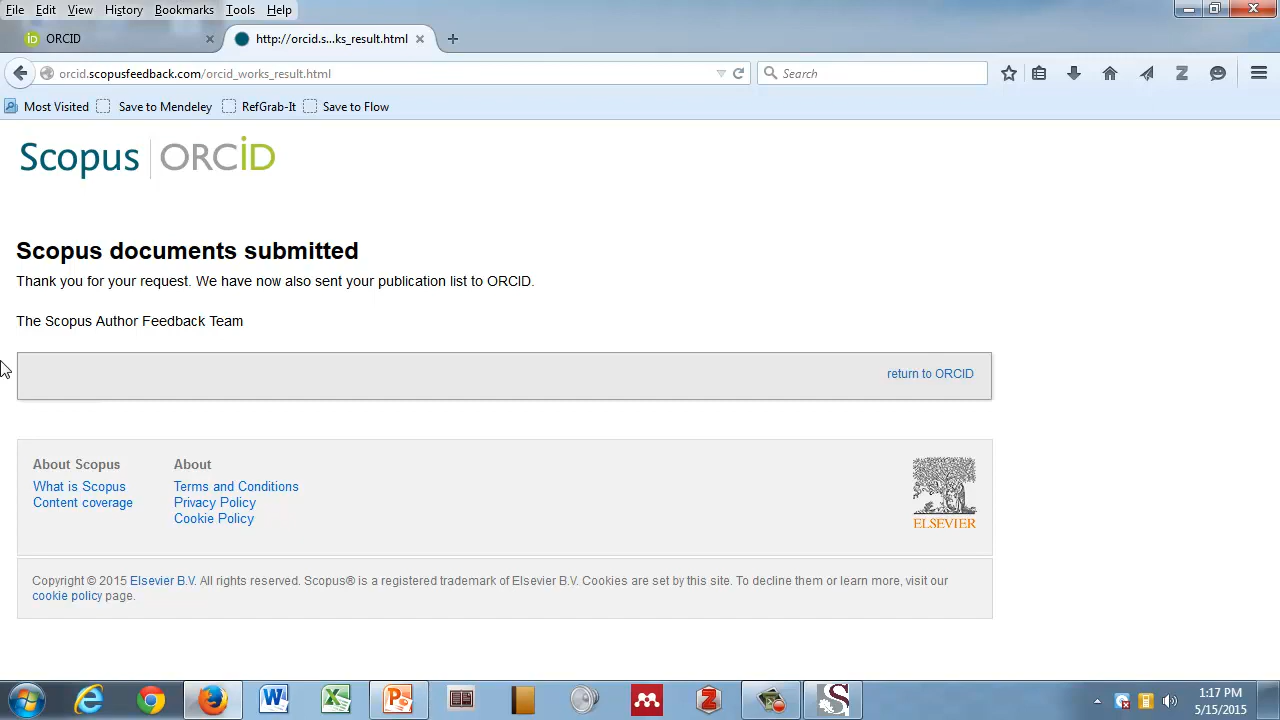 File Edit View History Bookmarks Tools Help
iD ORCID × http://orcid.s...ks_result.html × +
orcid.scopusfeedback.com/orcid_works_result.html Search
Most Visited Save to Mendeley RefGrab-It Save to Flow
Scopus | ORCiD
Scopus documents submitted
Thank you for your request. We have now also sent your publication list to ORCID.
The Scopus Author Feedback Team
return to ORCID
About Scopus About
What is Scopus Terms and Conditions
Content coverage Privacy Policy
Cookie Policy
ELSEVIER
Copyright © 2015 Elsevier B.V. All rights reserved. Scopus® is a registered trademark of Elsevier B.V. Cookies are set by this site. To decline them or learn more, visit our
cookie policy page.
1:17 PM
5/15/2015